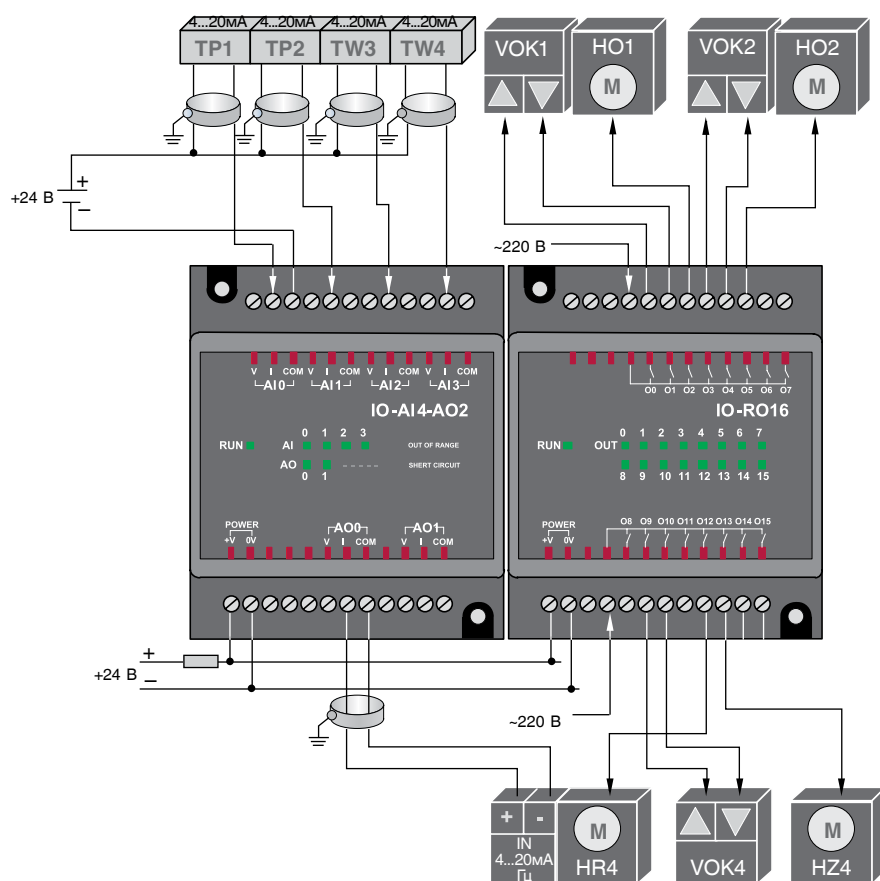 4...20мА 4...20мА 4...20мА 4...20мА
TP1 TP2 TW3 TW4
VOK1 HO1 VOK2 HO2
M M
+
+24 В
−
~220 В
V I COM V I COM V I COM V I COM
AI0 AI1 AI2 AI3
O0 O1 O2 O3 O4 O5 O6 O7
IO-AI4-AO2
IO-RO16
0 1 2 3
RUN AI OUT OF RANGE
AO SHERT CIRCUIT
0 1
0 1 2 3 4 5 6 7
RUN OUT
8 9 10 11 12 13 14 15
POWER
+V 0V
AO0 AO1
V I COM V I COM
POWER
+V 0V
O8 O9 O10 O11 O12 O13 O14 O15
+
+24 В
−
~220 В
+ -
IN
4...20мА
Гц
M
HR4
VOK4
M
HZ4